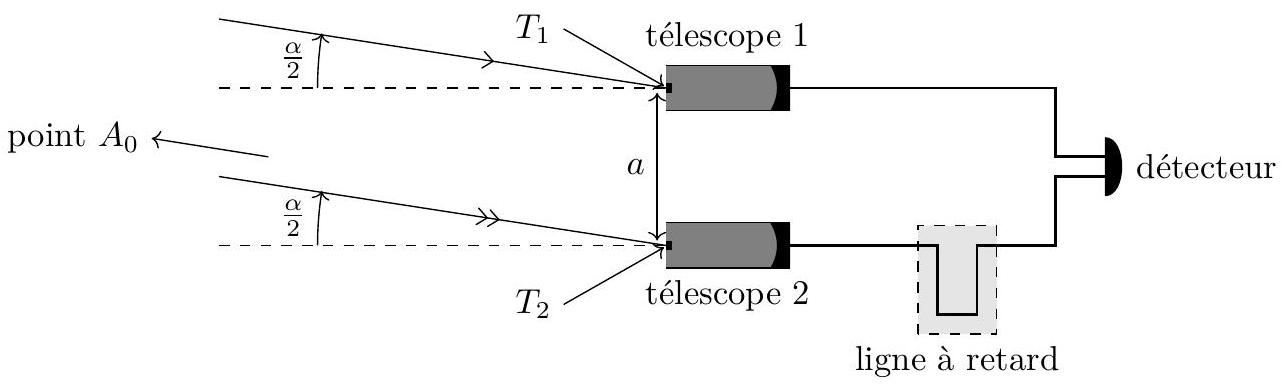 T₁
télescope 1
α/2
point A₀
a
détecteur
α/2
T₂
télescope 2
ligne à retard